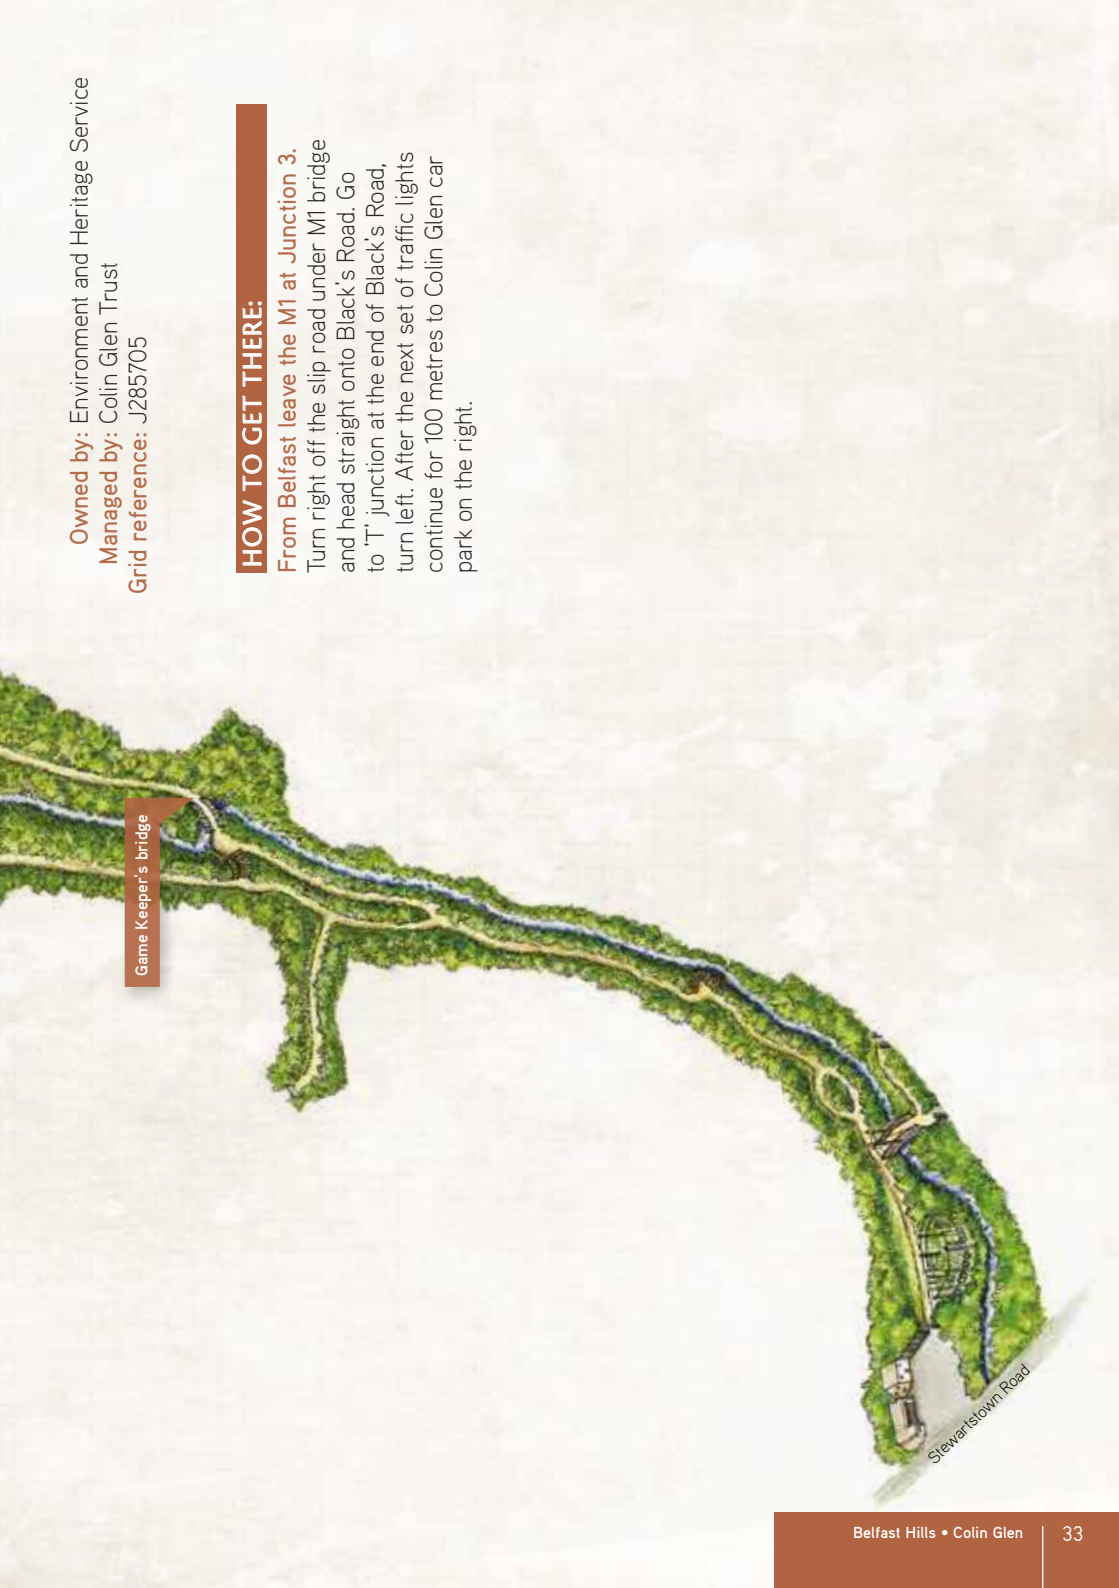 Owned by: Environment and Heritage Service
Managed by: Colin Glen Trust
Grid reference: J285705
HOW TO GET THERE:
From Belfast leave the M1 at Junction 3.
Turn right off the slip road under M1 bridge
and head straight onto Black's Road. Go
to 'T' junction at the end of Black's Road,
turn left. After the next set of traffic lights
continue for 100 metres to Colin Glen car
park on the right.
Game Keeper's bridge
Stewartstown Road
Belfast Hills • Colin Glen
33